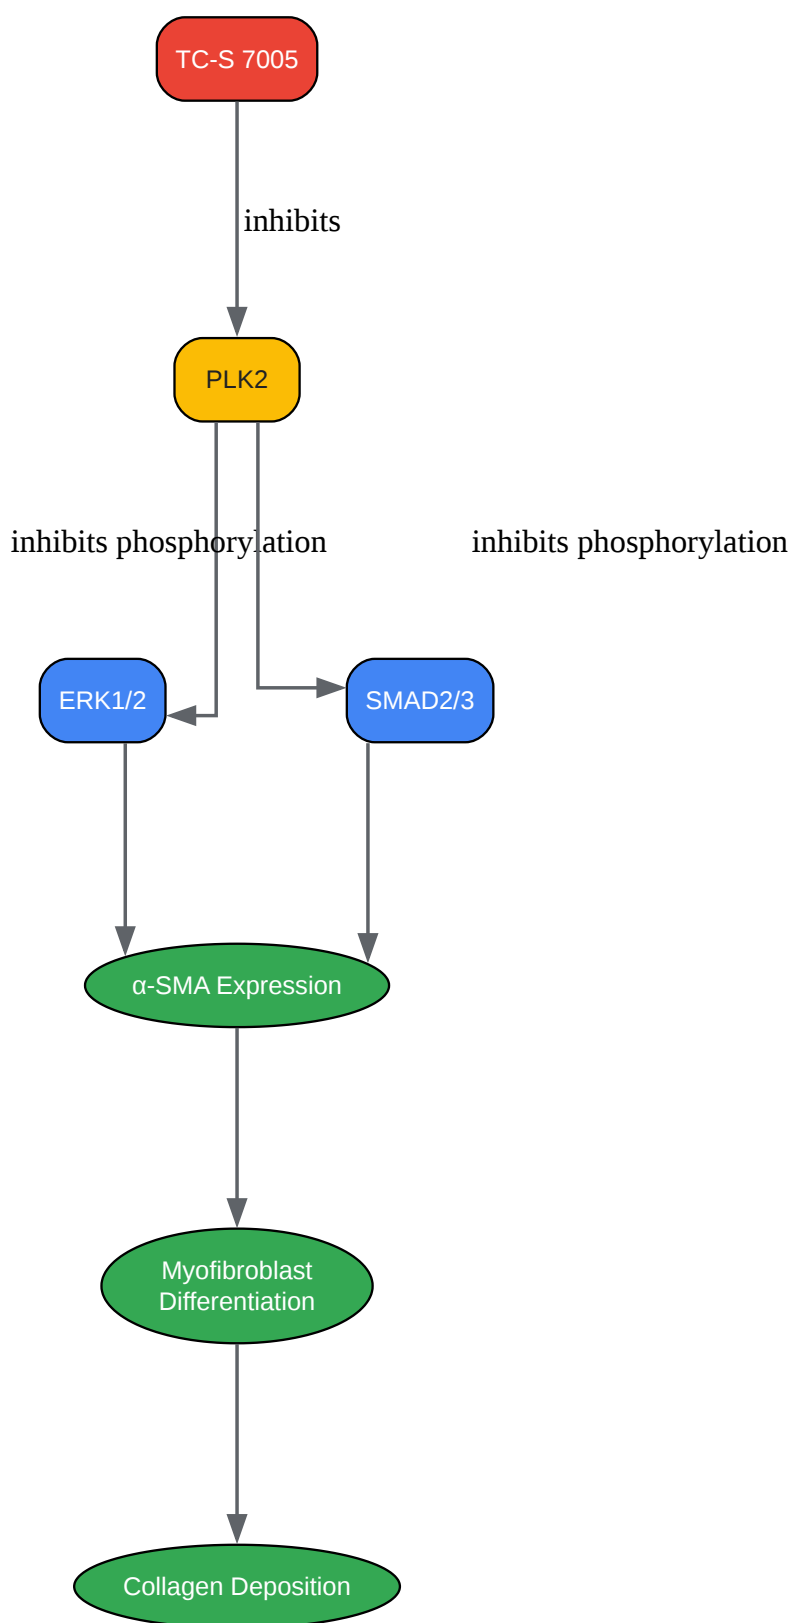 TC-S 7005
inhibits
PLK2
inhibits phosphorylation
inhibits phosphorylation
ERK1/2
SMAD2/3
α-SMA Expression
Myofibroblast
Differentiation
Collagen Deposition